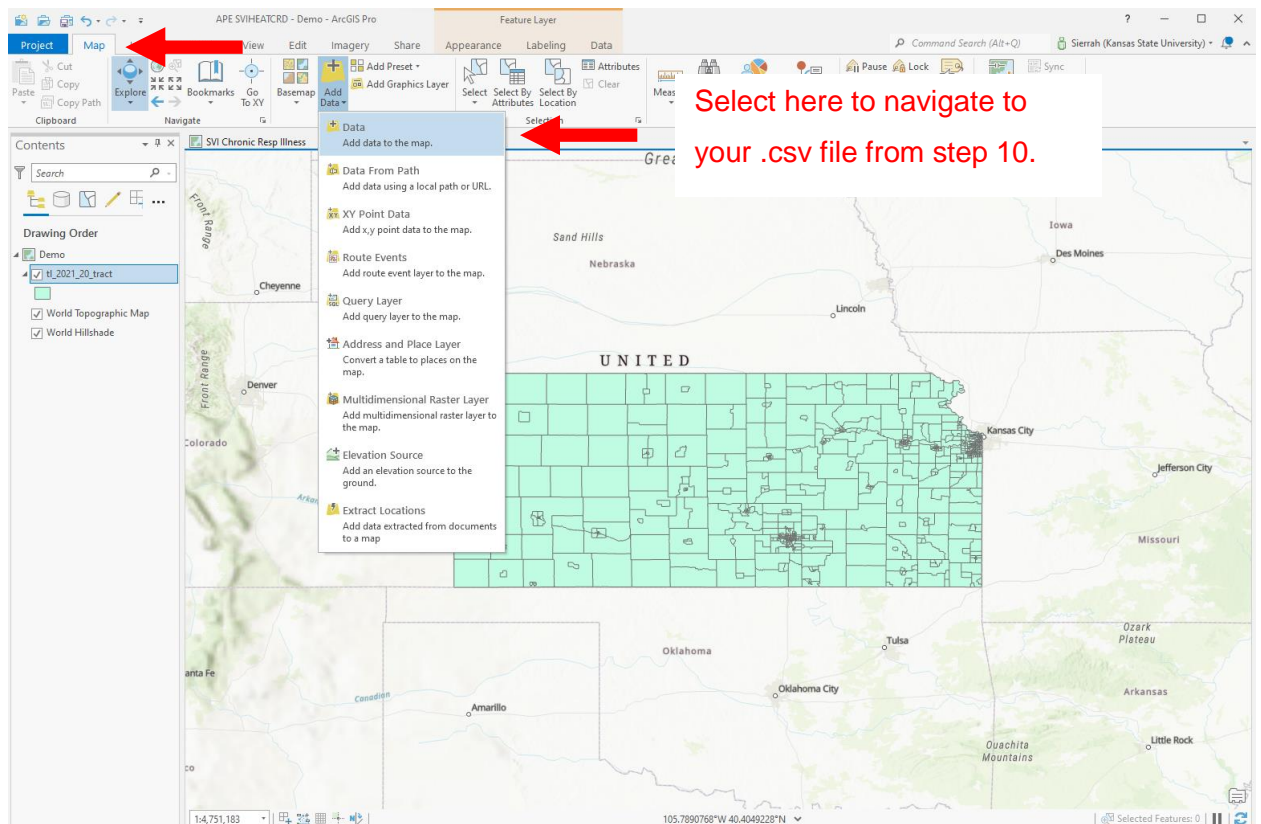 APE SVIHEATCRD - Demo - ArcGIS Pro
Feature Layer
? — □ ×
Project Map View Edit Imagery Share Appearance Labeling Data
Command Search (Alt+Q)
Sierrah (Kansas State University)
Cut
Copy
Copy Path
Paste
Clipboard
Explore
Bookmarks
Go
To XY
Basemap
Add
Data
Add Preset
Add Graphics Layer
Select
Select By
Attributes
Select By
Location
Attributes
Clear
Pause
Lock
Sync
Select here to navigate to
your .csv file from step 10.
Contents
Search
Drawing Order
Demo
tl_2021_20_tract
World Topographic Map
World Hillshade
SVI Chronic Resp Illness
Data
Add data to the map.
Data From Path
Add data using a local path or URL.
XY Point Data
Add x,y point data to the map.
Route Events
Add route event layer to the map.
Query Layer
Add query layer to the map.
Address and Place Layer
Convert a table to places on the
map.
Multidimensional Raster Layer
Add multidimensional raster layer to
the map.
Elevation Source
Add an elevation source to the
ground.
Extract Locations
Add data extracted from documents
to a map
Front Range
Sand Hills
Nebraska
Iowa
Des Moines
Cheyenne
Lincoln
UNITED
Front Range
Denver
Colorado
Kansas City
Jefferson City
Missouri
Ozark
Plateau
Tulsa
Oklahoma
Oklahoma City
Canadian
Amarillo
Arkansas
Little Rock
Ouachita
Mountains
1:4,751,183
105.7890768°W 40.4049228°N
Selected Features: 0